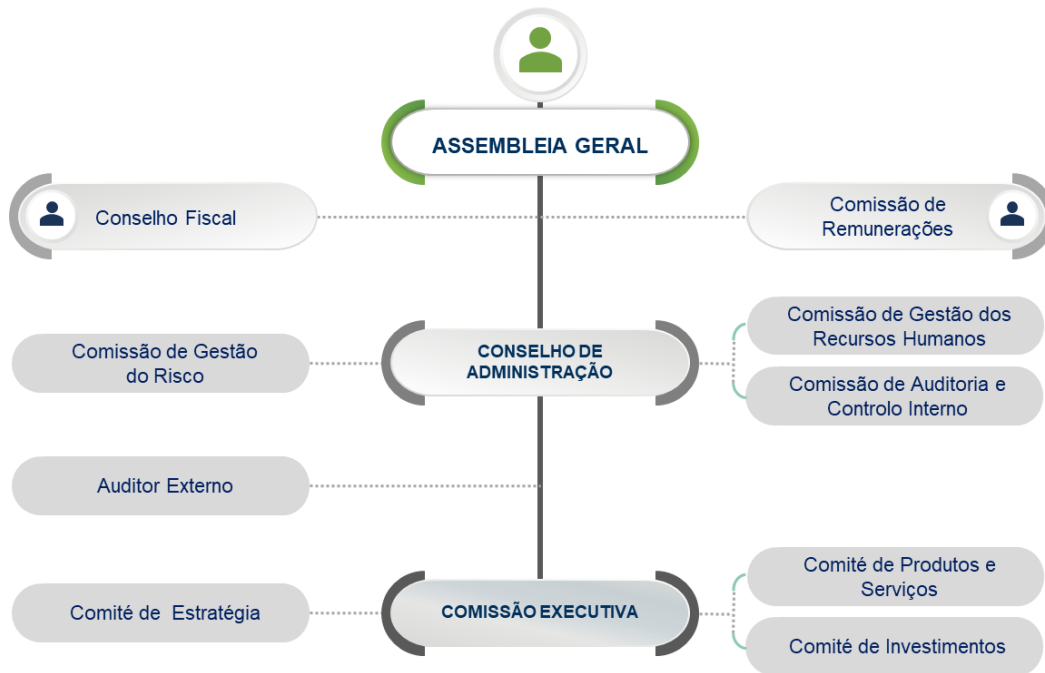 ASSEMBLEIA GERAL
Conselho Fiscal
Comissão de
Remunerações
Comissão de Gestão
do Risco
CONSELHO DE
ADMINISTRAÇÃO
Comissão de Gestão dos
Recursos Humanos
Comissão de Auditoria e
Controlo Interno
Auditor Externo
Comité de Estratégia
COMISSÃO EXECUTIVA
Comité de Produtos e
Serviços
Comité de Investimentos